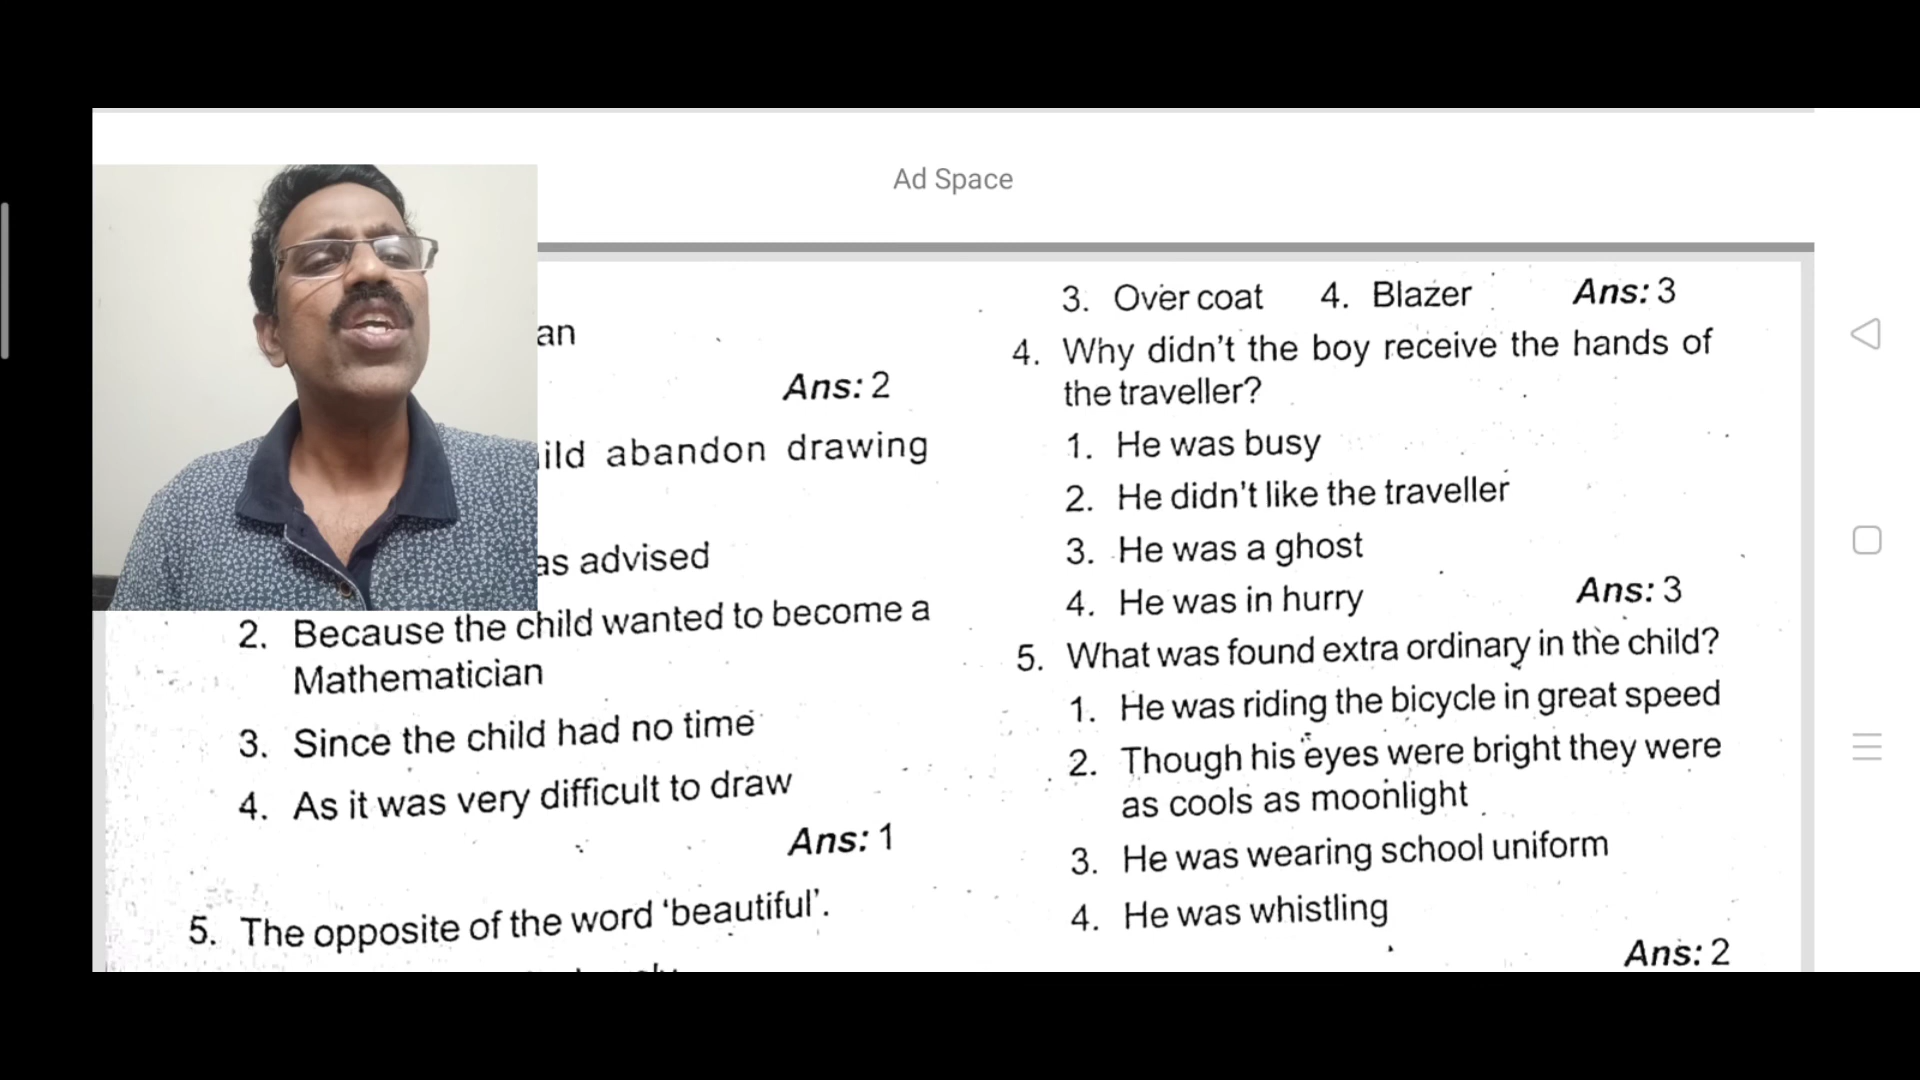 Ad Space
an
Ans: 2
ild abandon drawing
as advised
2. Because the child wanted to become a
Mathematician
3. Since the child had no time
4. As it was very difficult to draw
Ans: 1
5. The opposite of the word ‘beautiful’.
3. Over coat 4. Blazer Ans: 3
4. Why didn't the boy receive the hands of
the traveller?
1. He was busy
2. He didn't like the traveller
3. He was a ghost
4. He was in hurry Ans: 3
5. What was found extra ordinary in the child?
1. He was riding the bicycle in great speed
2. Though his eyes were bright they were
as cools as moonlight
3. He was wearing school uniform
4. He was whistling
Ans: 2